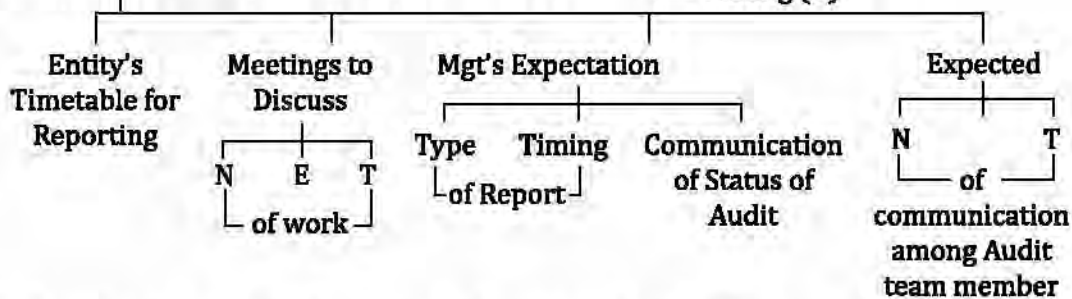 Entity's
Timetable for
Reporting
Meetings to
Discuss
N E T
of work
Mgt's Expectation
Type Timing
of Report
Communication
of Status of
Audit
Expected
N T
of
communication
among Audit
team member